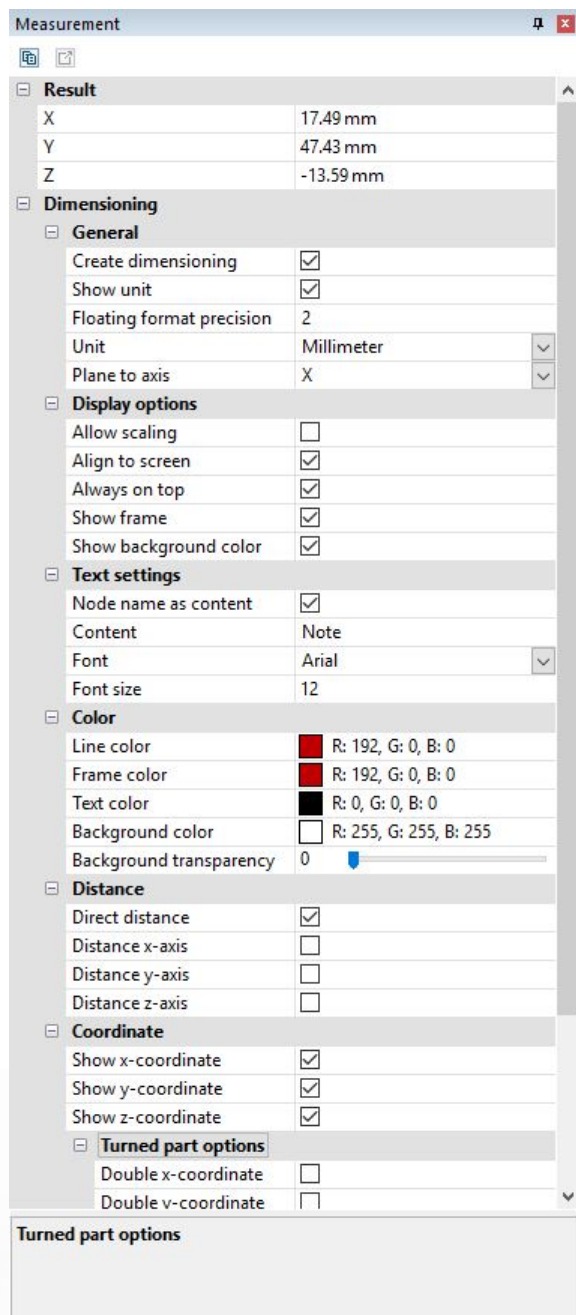 Measurement
Result
X 17.49 mm
Y 47.43 mm
Z -13.59 mm
Dimensioning
General
Create dimensioning
Show unit
Floating format precision 2
Unit Millimeter
Plane to axis X
Display options
Allow scaling
Align to screen
Always on top
Show frame
Show background color
Text settings
Node name as content
Content Note
Font Arial
Font size 12
Color
Line color R: 192, G: 0, B: 0
Frame color R: 192, G: 0, B: 0
Text color R: 0, G: 0, B: 0
Background color R: 255, G: 255, B: 255
Background transparency 0
Distance
Direct distance
Distance x-axis
Distance y-axis
Distance z-axis
Coordinate
Show x-coordinate
Show y-coordinate
Show z-coordinate
Turned part options
Double x-coordinate
Double y-coordinate
Turned part options